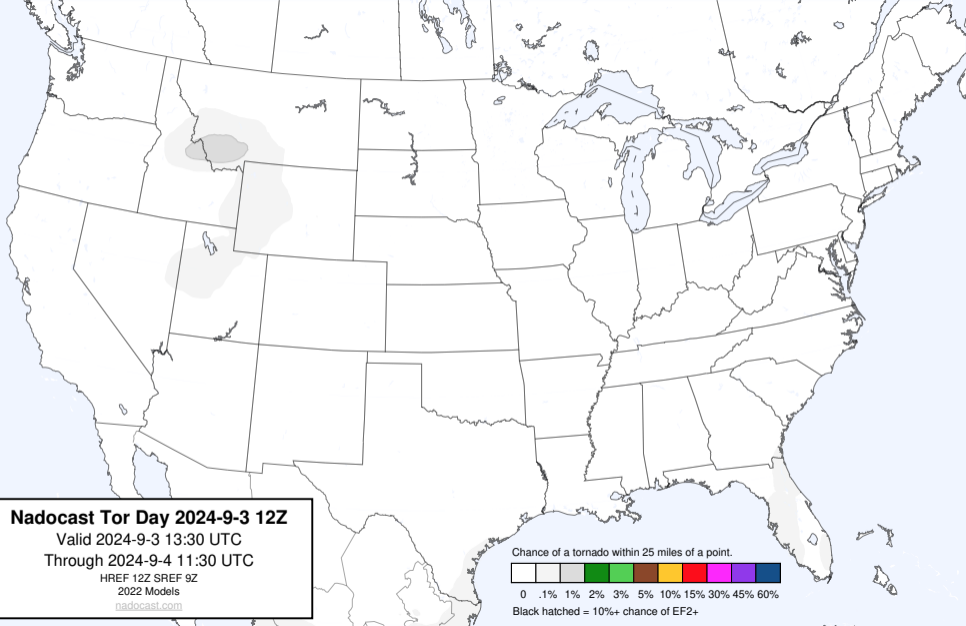 Nadocast Tor Day 2024-9-3 12Z
Valid 2024-9-3 13:30 UTC
Through 2024-9-4 11:30 UTC
HREF 12Z SREF 9Z
2022 Models
nadocast.com
Chance of a tornado within 25 miles of a point.
0 .1% 1% 2% 3% 5% 10% 15% 30% 45% 60%
Black hatched = 10%+ chance of EF2+